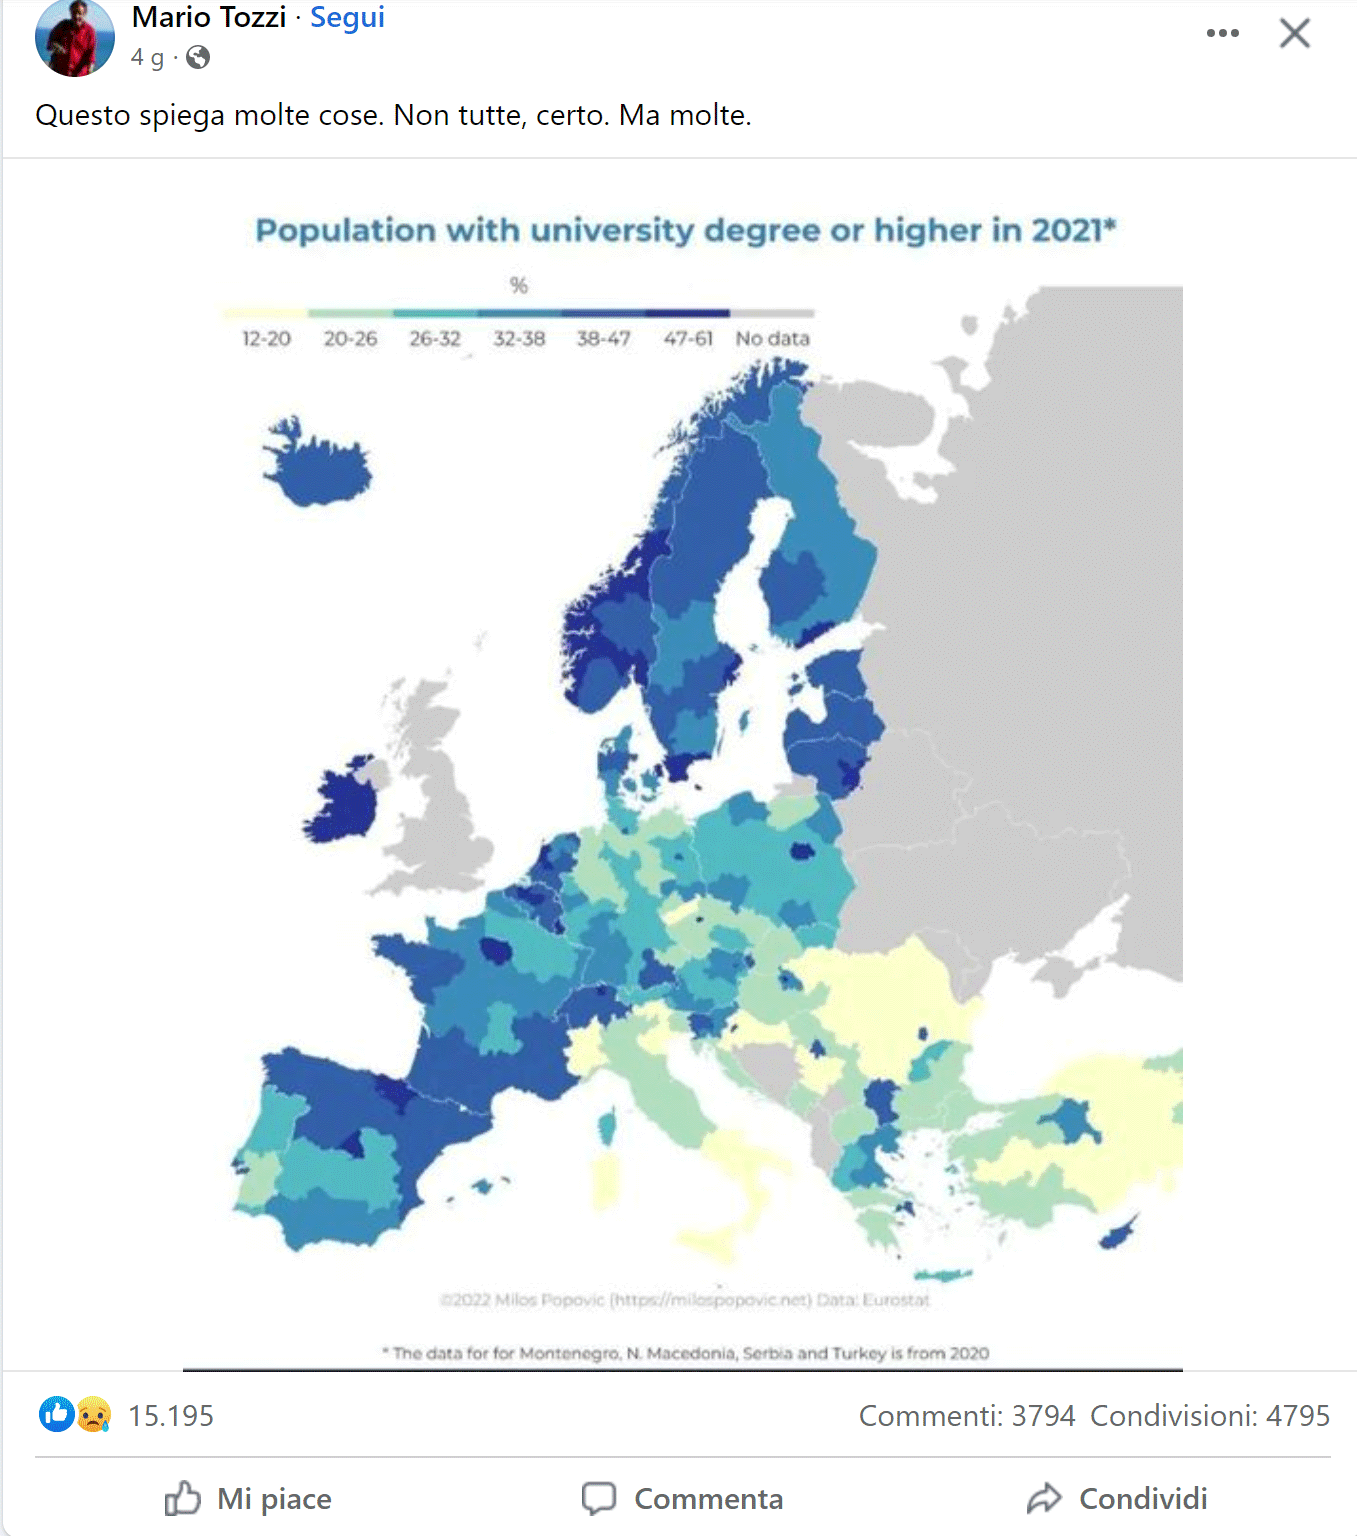 Mario Tozzi · Segui
4 g ·
Questo spiega molte cose. Non tutte, certo. Ma molte.
Population with university degree or higher in 2021*
%
12-20 20-26 26-32 32-38 38-47 47-61 No data
©2022 Milos Popovic (https://milospopovic.net) Data: Eurostat
* The data for for Montenegro, N. Macedonia, Serbia and Turkey is from 2020
15.195 Commenti: 3794 Condivisioni: 4795
Mi piace Commenta Condividi